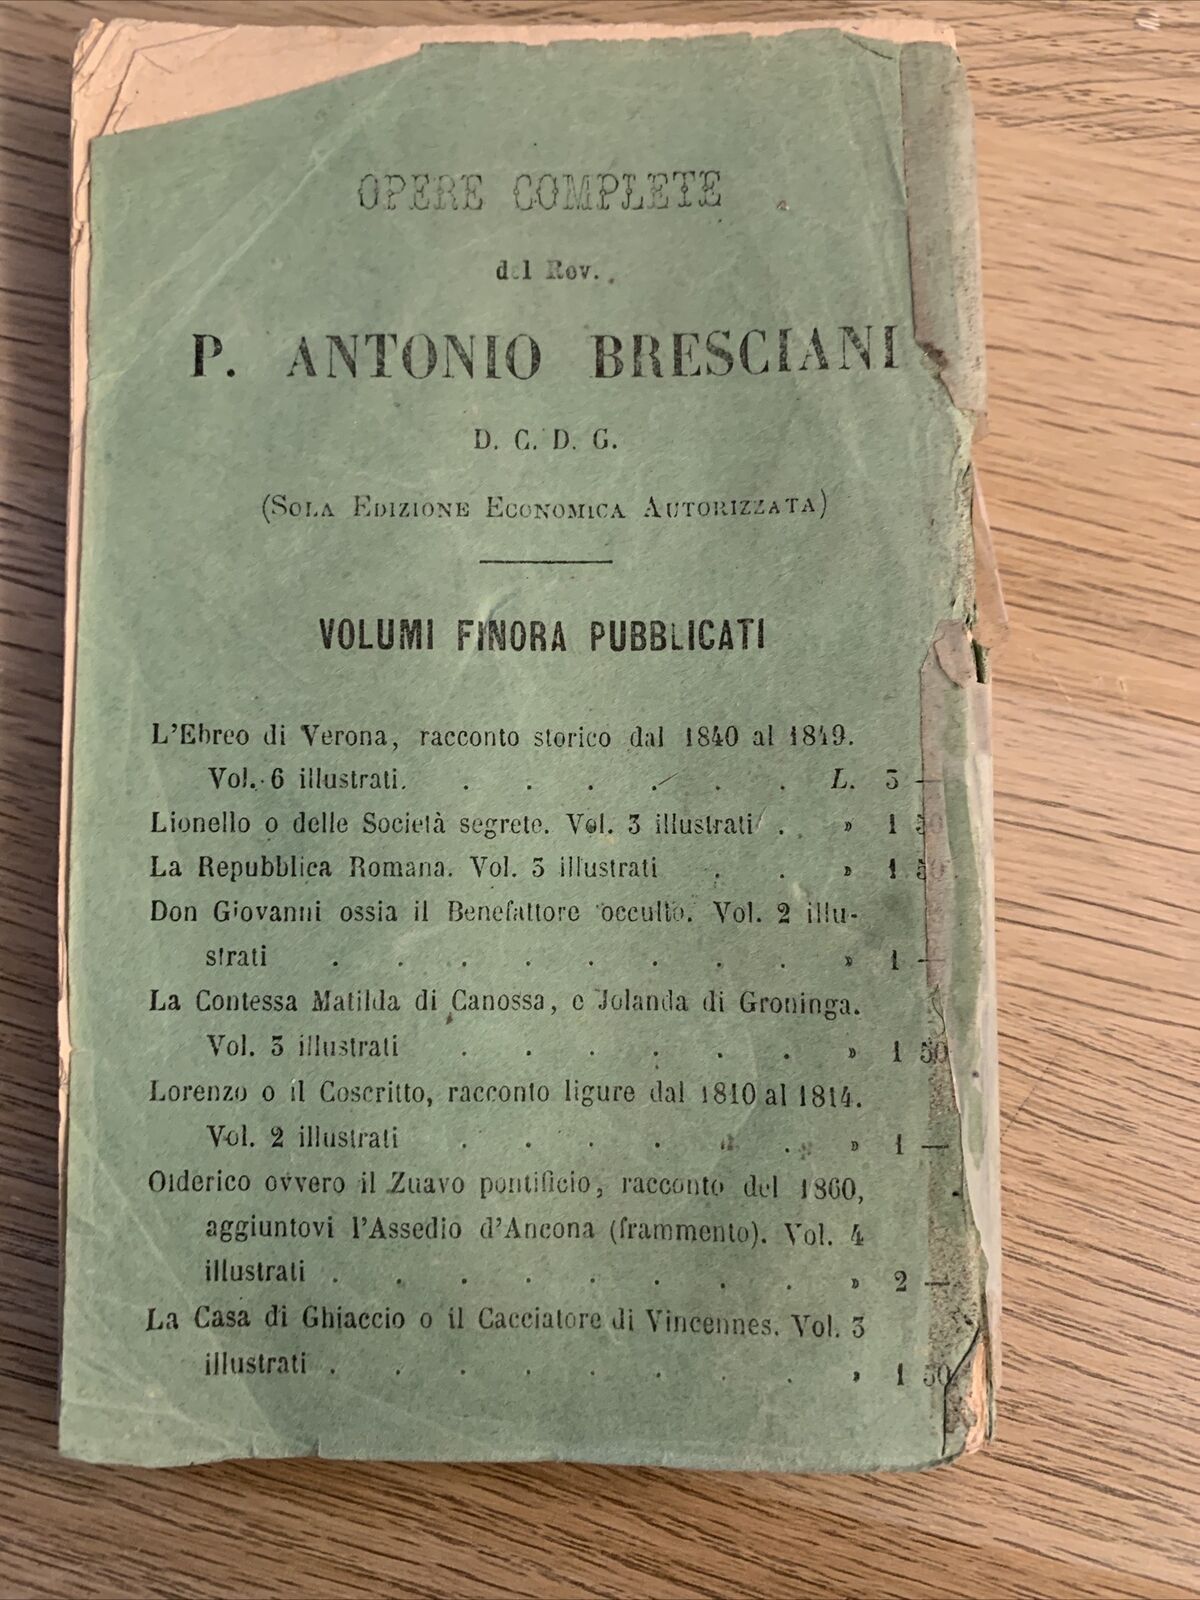 OPERE COMPLETE
del Rev.
P. ANTONIO BRESCIANI
D. C. D. G.
(SOLA EDIZIONE ECONOMICA AUTORIZZATA)
VOLUMI FINORA PUBBLICATI
L'Ebreo di Verona, racconto storico dal 1840 al 1849.
Vol. 6 illustrati. . . . . . . L. 3 —
Lionello o delle Società segrete. Vol. 3 illustrati . . » 1 50
La Repubblica Romana. Vol. 3 illustrati . . » 1 50
Don Giovanni ossia il Benefattore occulto. Vol. 2 illu-
strati . . . . . . . . » 1 —
La Contessa Matilda di Canossa, e Jolanda di Groninga.
Vol. 3 illustrati . . . . . . » 1 50
Lorenzo o il Coscritto, racconto ligure dal 1810 al 1814.
Vol. 2 illustrati . . . . . . » 1 —
Olderico ovvero il Zuavo pontificio, racconto del 1860,
aggiuntovi l'Assedio d'Ancona (frammento). Vol. 4
illustrati . . . . . . . . » 2 —
La Casa di Ghiaccio o il Cacciatore di Vincennes. Vol. 3
illustrati . . . . . . . . » 1 50